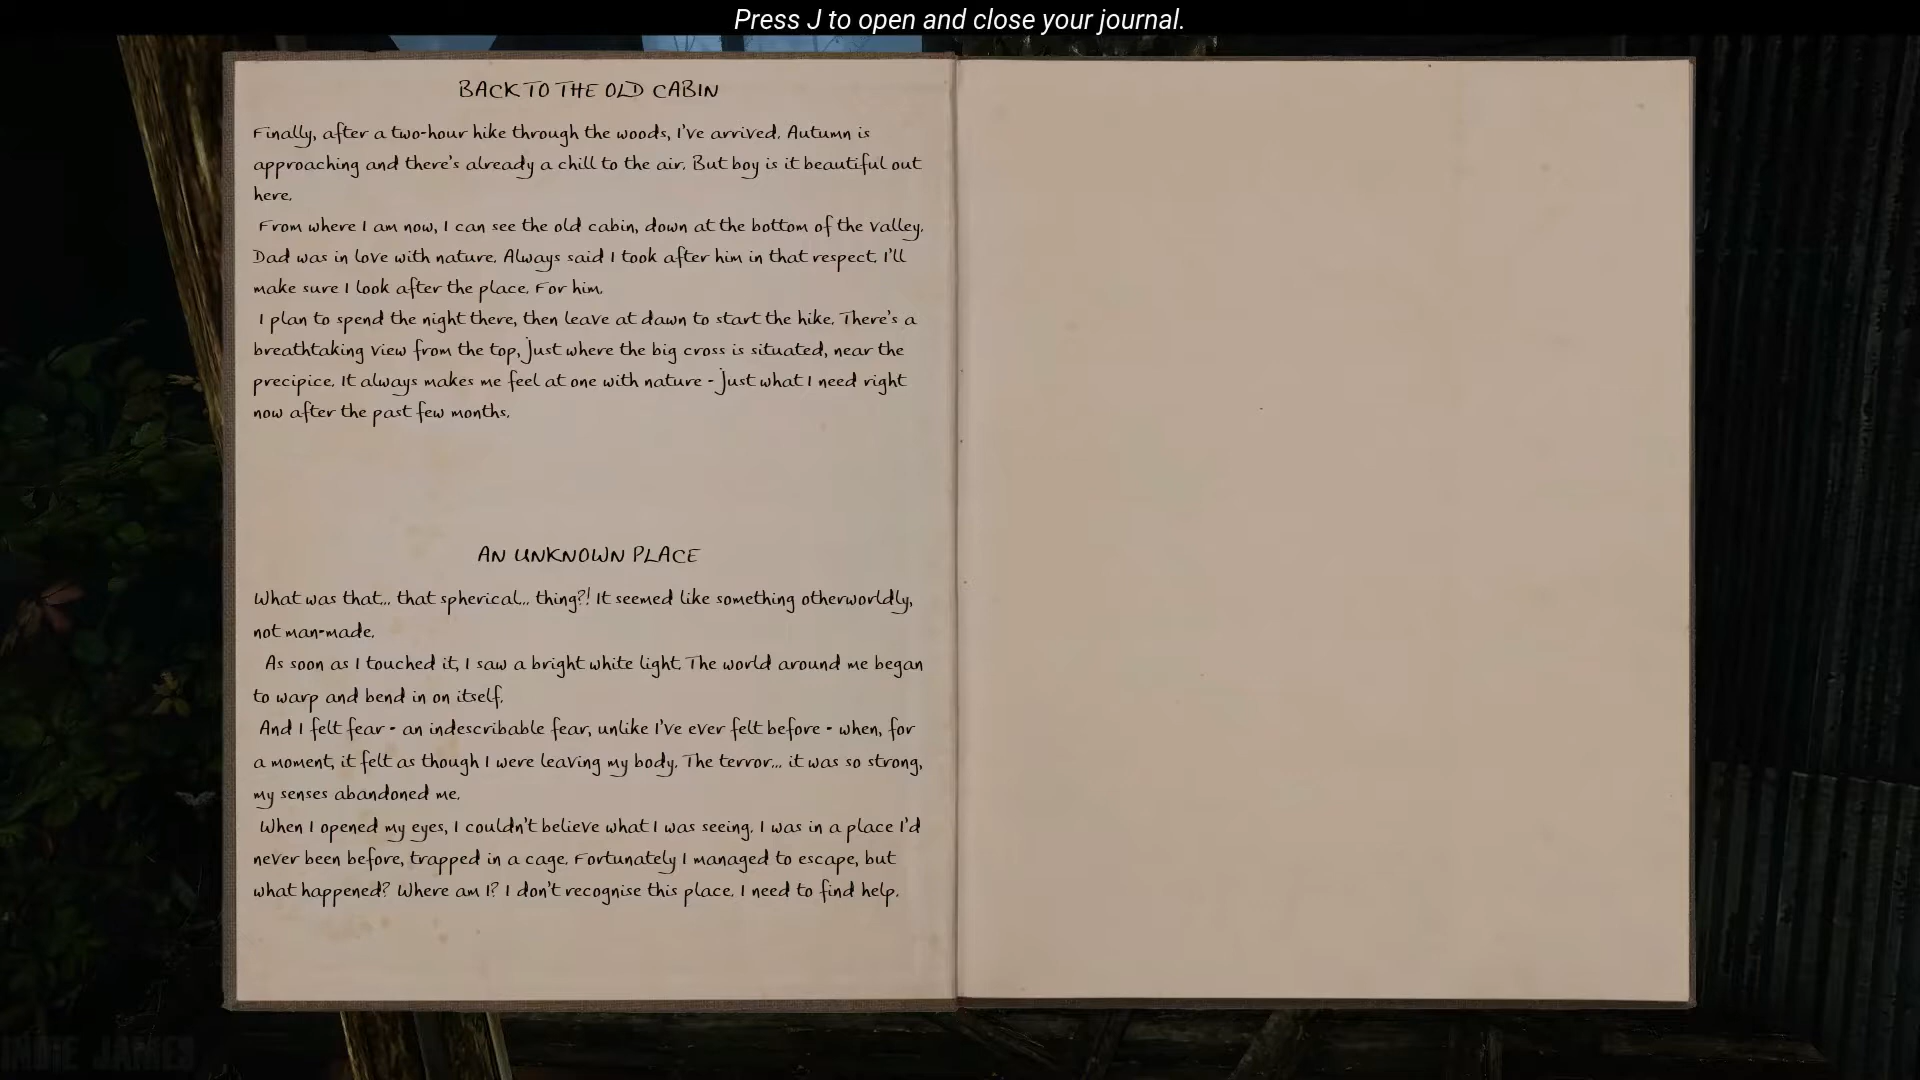 Press J to open and close your journal.
BACK TO THE OLD CABIN
Finally, after a two-hour hike through the woods, I've arrived. Autumn is
approaching and there's already a chill to the air. But boy is it beautiful out
here.
From where I am now, I can see the old cabin, down at the bottom of the valley.
Dad was in love with nature. Always said I took after him in that respect. I'll
make sure I look after the place. For him.
I plan to spend the night there, then leave at dawn to start the hike. There's a
breathtaking view from the top, just where the big cross is situated, near the
precipice. It always makes me feel at one with nature - just what I need right
now after the past few months.
AN UNKNOWN PLACE
What was that... that spherical... thing?! It seemed like something otherworldly,
not man-made.
As soon as I touched it, I saw a bright white light. The world around me began
to warp and bend in on itself.
And I felt fear - an indescribable fear, unlike I've ever felt before - when, for
a moment, it felt as though I were leaving my body. The terror... it was so strong,
my senses abandoned me.
When I opened my eyes, I couldn't believe what I was seeing. I was in a place I'd
never been before, trapped in a cage. Fortunately I managed to escape, but
what happened? Where am I? I don't recognise this place. I need to find help.
INDIE JAMES